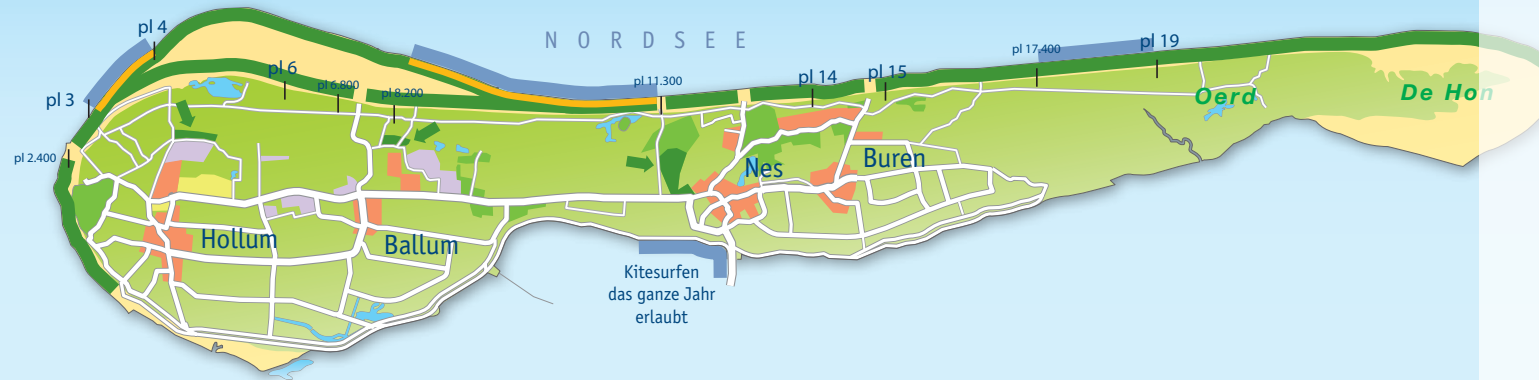 NORDSEE
pl 4
pl 3
pl 6
pl 6.800
pl 8.200
pl 11.300
pl 14
pl 15
pl 17.400
pl 19
pl 2.400
Oerd
De Hon
Nes
Buren
Hollum
Ballum
Kitesurfen
das ganze Jahr
erlaubt